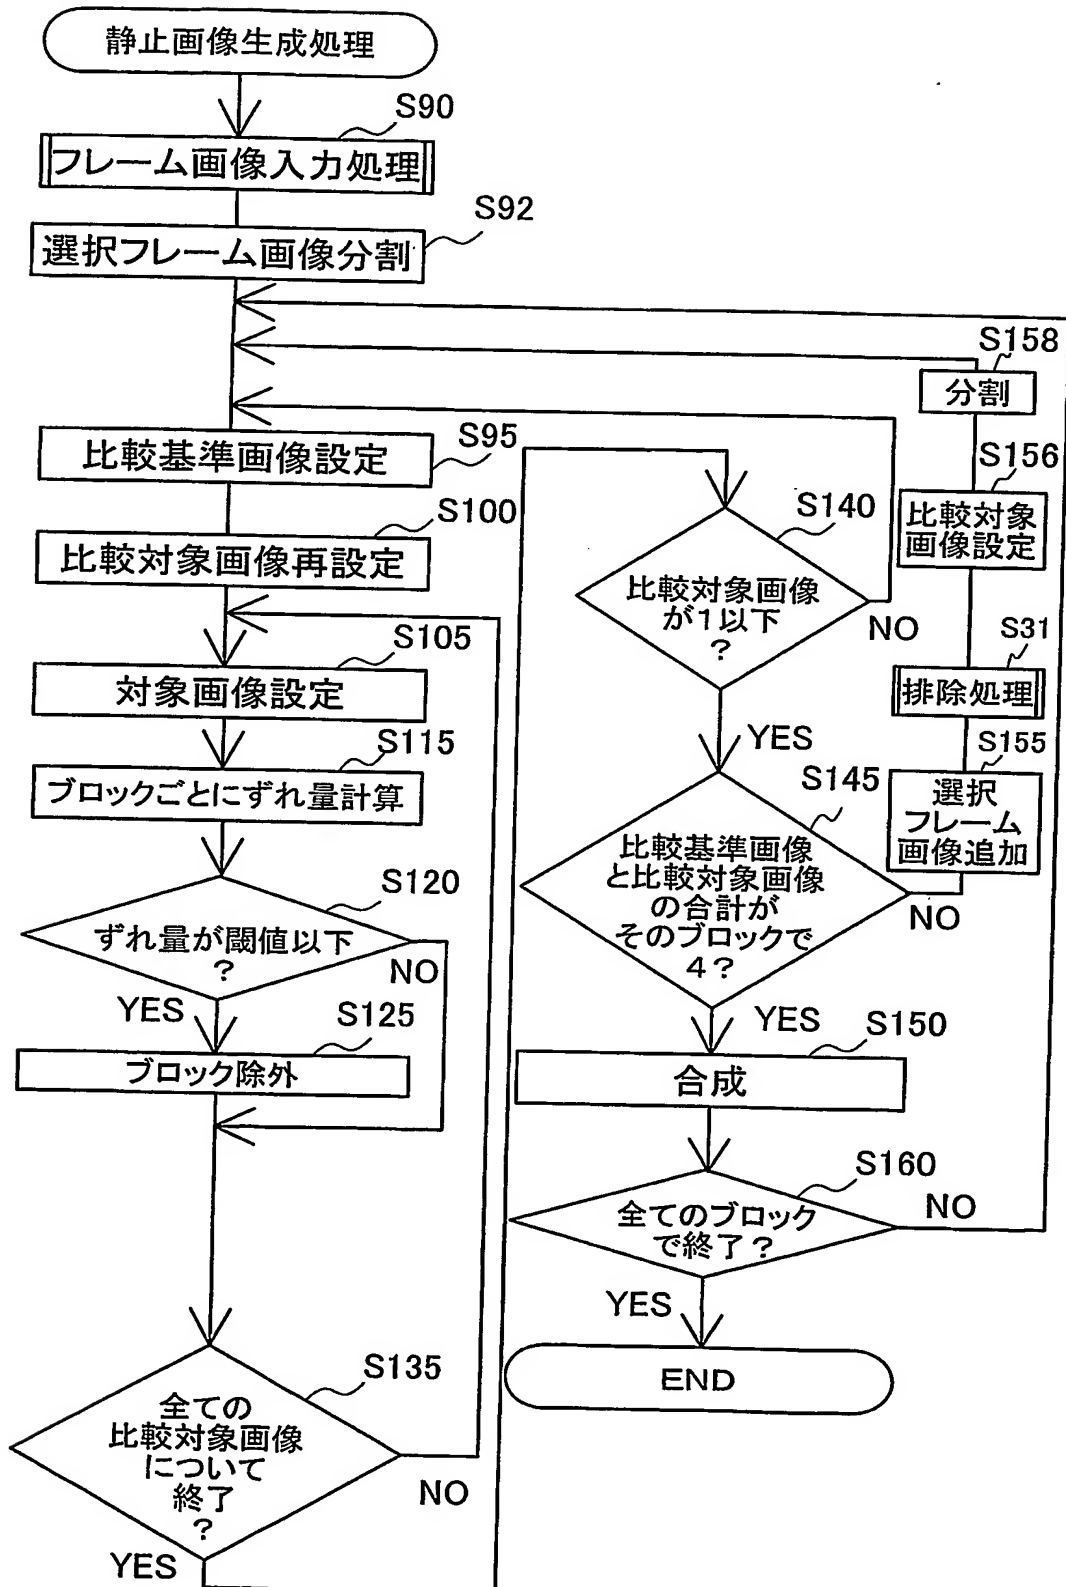 静止画像生成処理
S90
フレーム画像入力処理
S92
選択フレーム画像分割
S95
比較基準画像設定
S100
比較対象画像再設定
S105
対象画像設定
S115
ブロックごとにずれ量計算
S120
ずれ量が閾値以下
?
NO
YES
S125
ブロック除外
S135
全ての
比較対象画像
について
終了
?
NO
YES
S140
比較対象画像
が1以下
?
NO
YES
S145
比較基準画像
と比較対象画像
の合計が
そのブロックで
4?
NO
YES
S150
合成
S160
全てのブロック
で終了?
NO
YES
END
S158
分割
S156
比較対象
画像設定
S31
排除処理
S155
選択
フレーム
画像追加